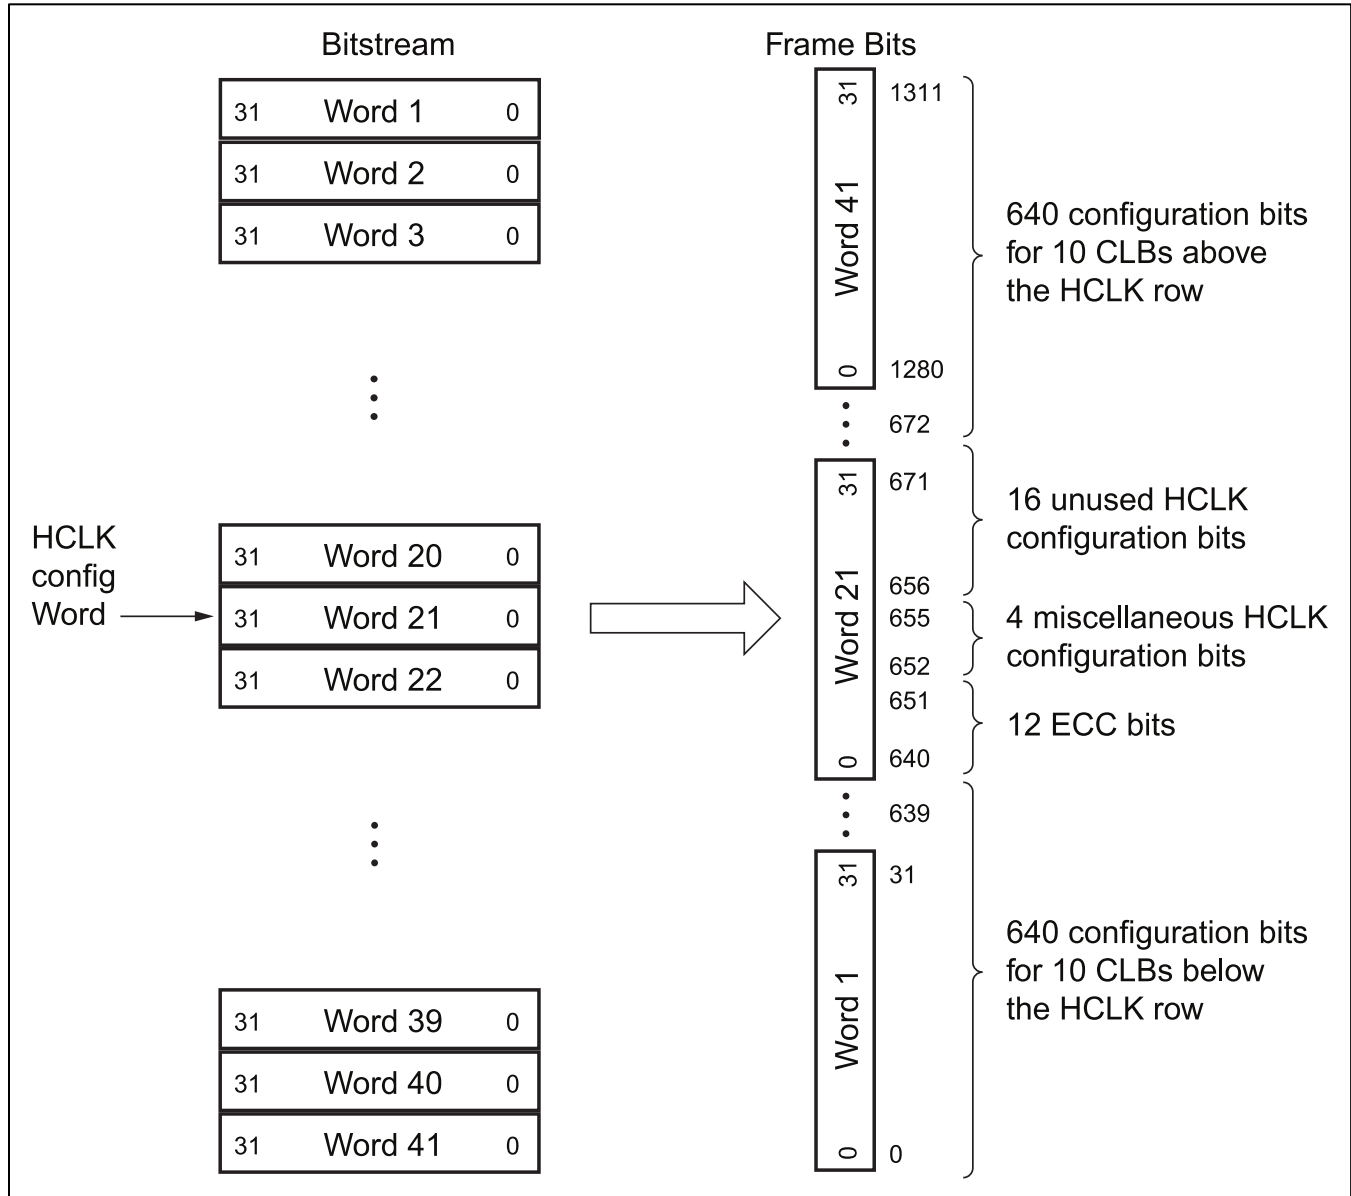 Bitstream
31 Word 1 0
31 Word 2 0
31 Word 3 0
HCLK
config
Word
31 Word 20 0
31 Word 21 0
31 Word 22 0
31 Word 39 0
31 Word 40 0
31 Word 41 0
Frame Bits
31 Word 41 0
1311
1280
672
640 configuration bits
for 10 CLBs above
the HCLK row
31 Word 21 0
671
656
655
652
651
640
16 unused HCLK
configuration bits
4 miscellaneous HCLK
configuration bits
12 ECC bits
639
31 Word 1 0
31
0
640 configuration bits
for 10 CLBs below
the HCLK row